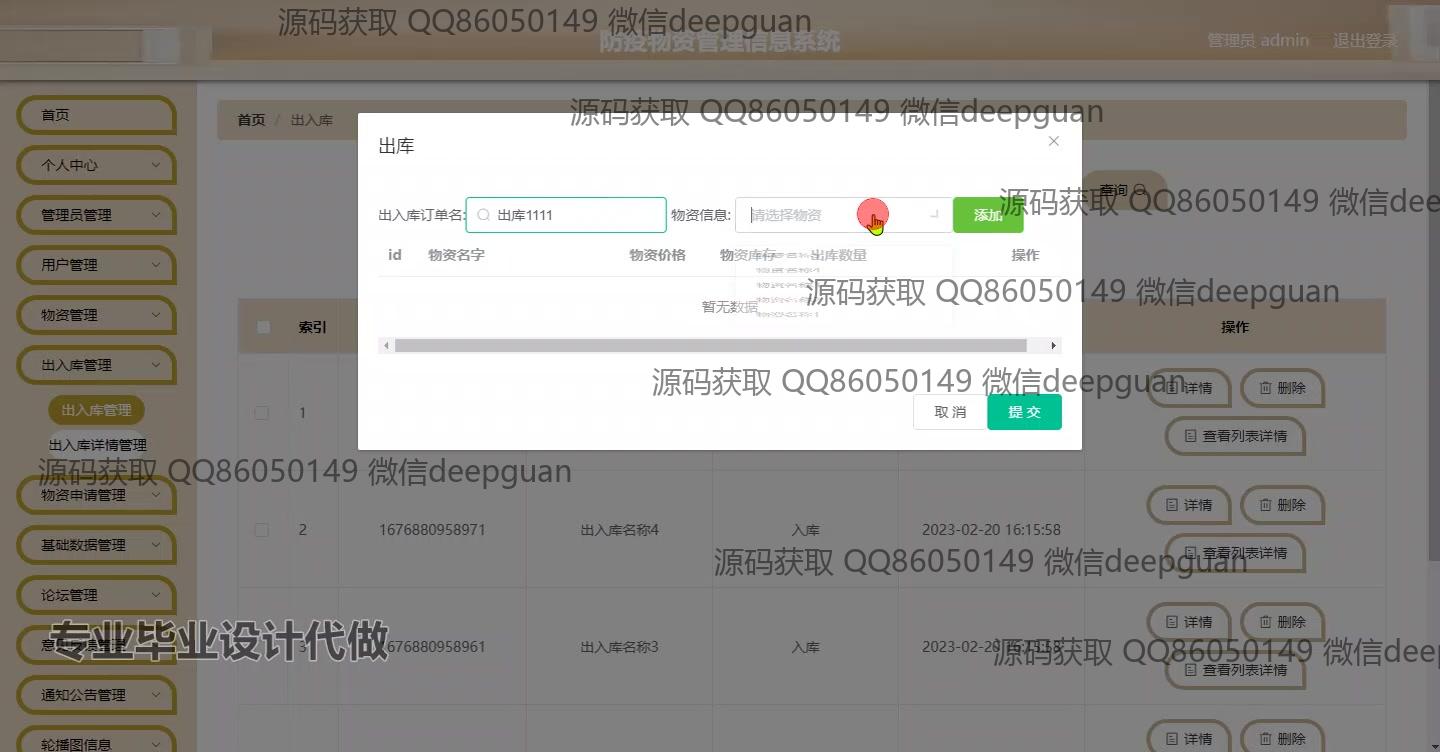 源码获取 QQ86050149 微信deepguan
防疫物资管理信息系统
管理员 admin 退出登录
首页
个人中心
管理员管理
用户管理
物资管理
出入库管理
出入库管理
出入库详情管理
物资申请管理
基础数据管理
论坛管理
通知公告管理
轮播图信息
首页 / 出入库
源码获取 QQ86050149 微信deepguan
出库
查询
源码获取 QQ86050149 微信dee
出入库订单名: 出库1111 物资信息: 请选择物资 添加
id 物资名字 物资价格 物资库存 出库数量 操作
源码获取 QQ86050149 微信deepguan
暂无数据
索引 操作
源码获取 QQ86050149 微信deepguan
取 消 提 交
1 详情 删除
查看列表详情
源码获取 QQ86050149 微信deepguan
2 1676880958971 出入库名称4 入库 2023-02-20 16:15:58 详情 删除
查看列表详情
源码获取 QQ86050149 微信deepguan
专业毕业设计代做
3 1676880958961 出入库名称3 入库 2023-02-20 16:15:58 详情 删除
查看列表详情
源码获取 QQ86050149 微信deep
详情 删除